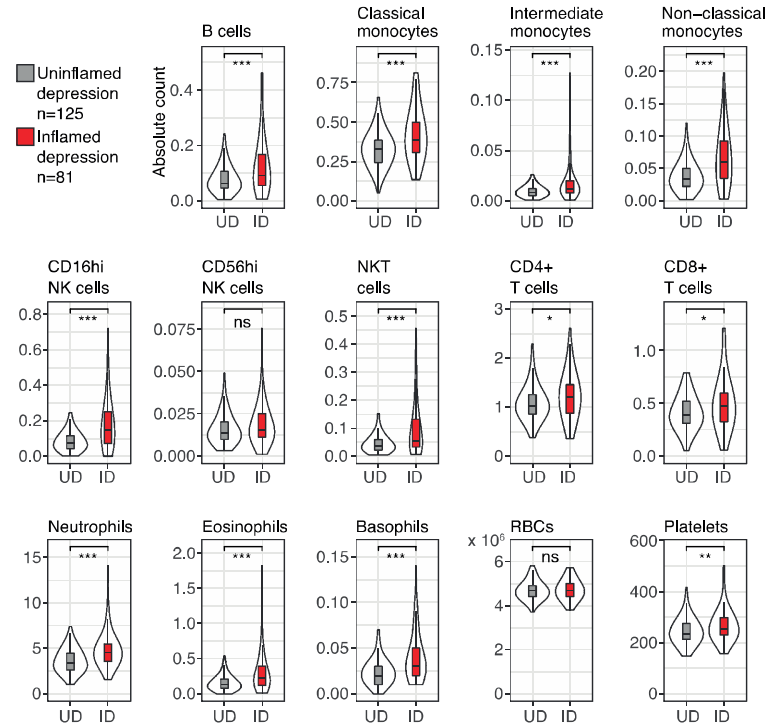 Uninflamed
depression
n=125
Inflamed
depression
n=81
Absolute count
B cells
0.4
0.2
0.0
***
UD ID
Classical
monocytes
0.75
0.50
0.25
***
UD ID
Intermediate
monocytes
0.15
0.10
0.05
0.00
***
UD ID
Non−classical
monocytes
0.20
0.15
0.10
0.05
0.00
***
UD ID
CD16hi
NK cells
0.8
0.6
0.4
0.2
0.0
***
UD ID
CD56hi
NK cells
0.075
0.050
0.025
0.000
ns
UD ID
NKT
cells
0.5
0.4
0.3
0.2
0.1
0.0
***
UD ID
CD4+
T cells
3
2
1
0
*
UD ID
CD8+
T cells
1.0
0.5
0.0
*
UD ID
Neutrophils
15
10
5
0
***
UD ID
Eosinophils
2.0
1.5
1.0
0.5
0.0
***
UD ID
Basophils
0.15
0.10
0.05
0.00
***
UD ID
RBCs
x 10⁶
6
4
2
0
ns
UD ID
Platelets
600
400
200
0
**
UD ID